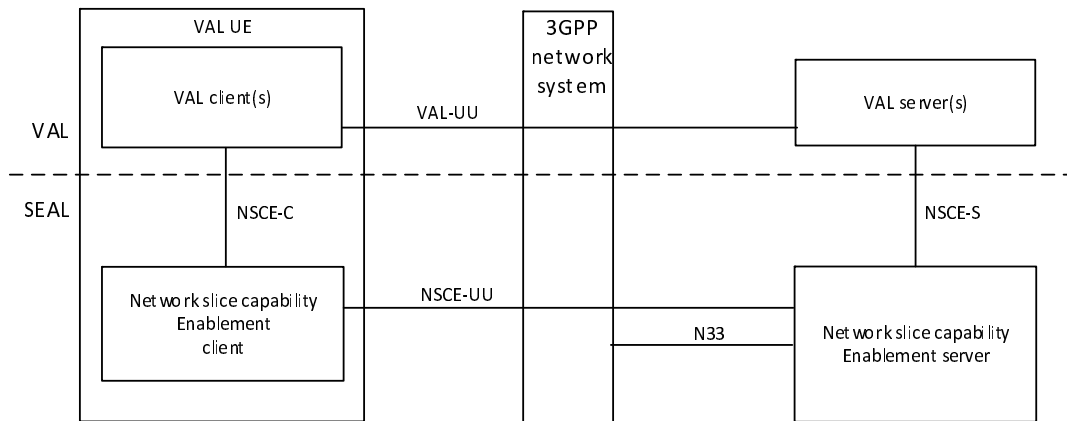 VAL UE
3GPP
network
system
VAL client(s)
VAL server(s)
VAL-UU
VAL
SEAL
NSCE-C
NSCE-S
Network slice capability
Enablement
client
NSCE-UU
N33
Network slice capability
Enablement server